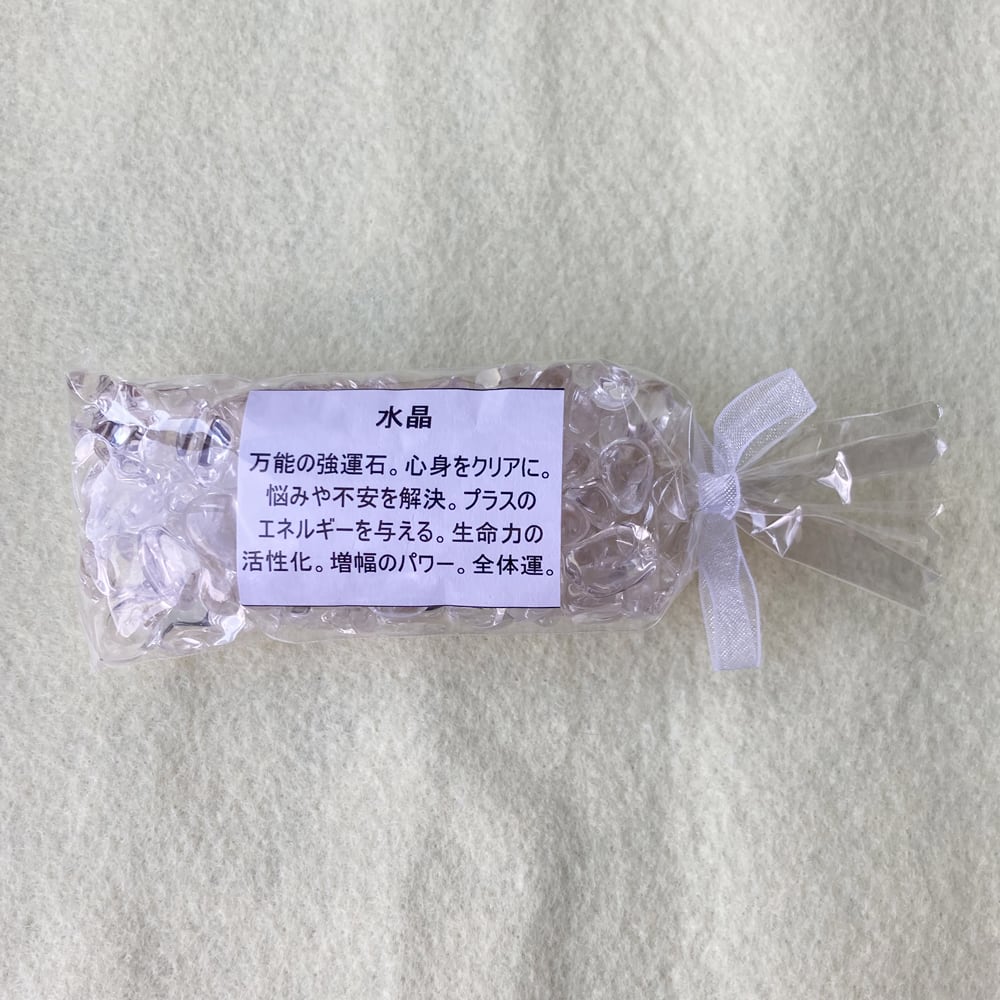 水晶
万能の強運石。心身をクリアに。
悩みや不安を解決。プラスの
エネルギーを与える。生命力の
活性化。増幅のパワー。全体運。